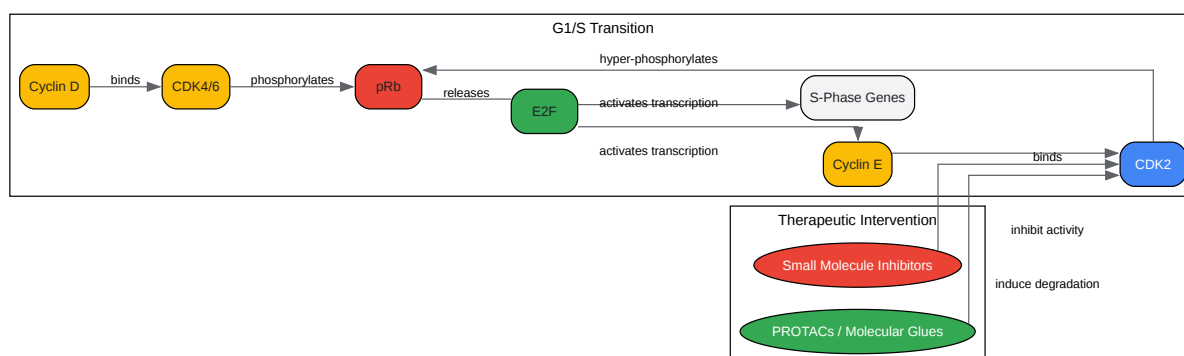 G1/S Transition
hyper-phosphorylates
Cyclin D
binds
CDK4/6
phosphorylates
pRb
releases
E2F
activates transcription
S-Phase Genes
activates transcription
Cyclin E
binds
CDK2
Therapeutic Intervention
inhibit activity
Small Molecule Inhibitors
induce degradation
PROTACs / Molecular Glues